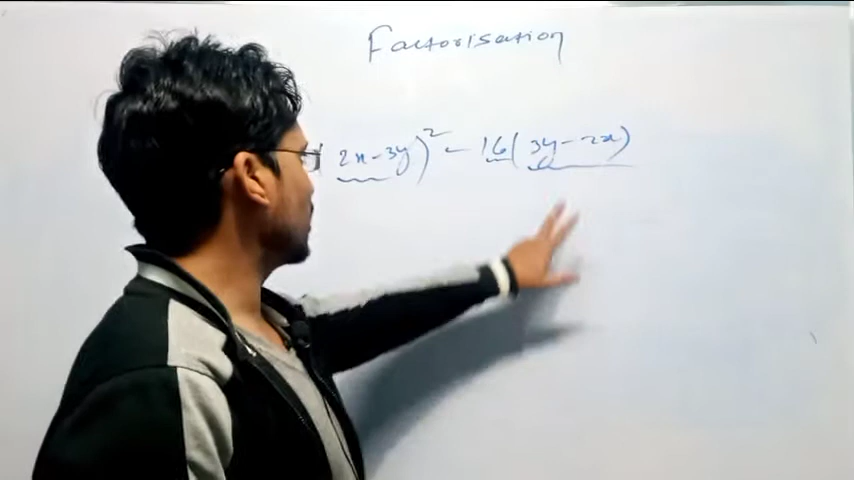 Factorisation
2x-3y)² - 16(3y-2x)